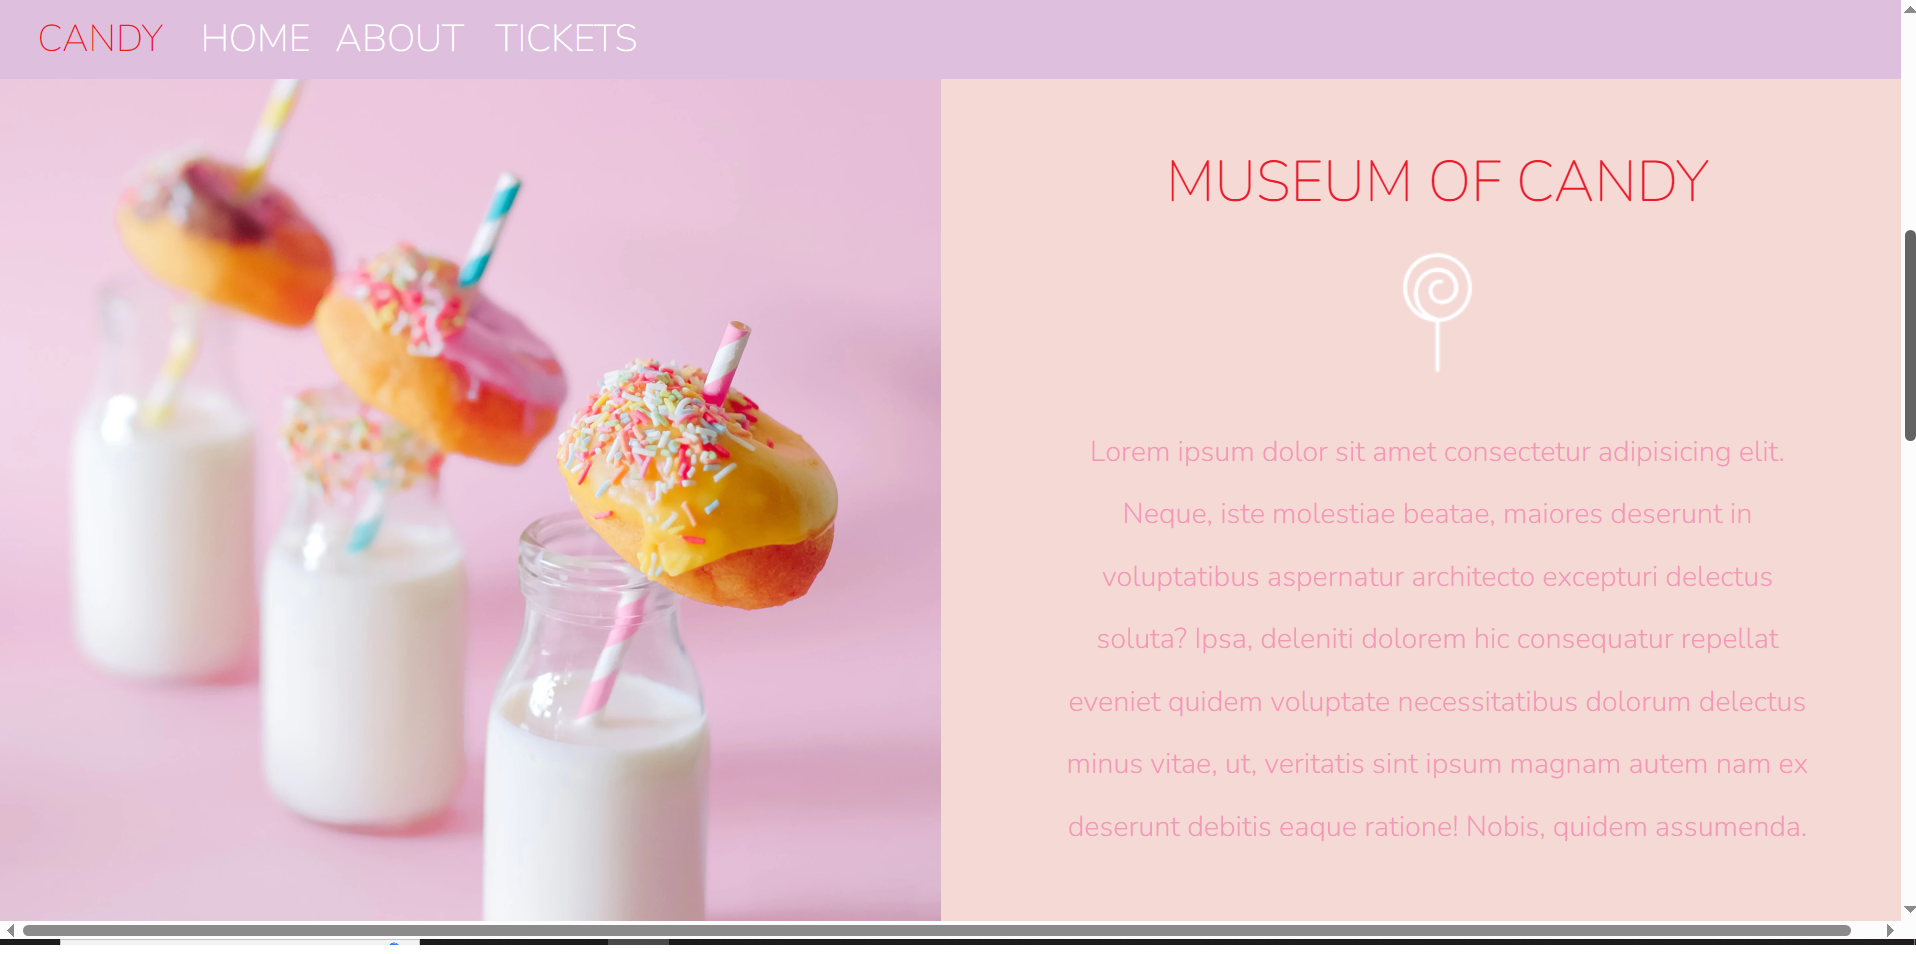 CANDY HOME ABOUT TICKETS
MUSEUM OF CANDY
Lorem ipsum dolor sit amet consectetur adipisicing elit.
Neque, iste molestiae beatae, maiores deserunt in
voluptatibus aspernatur architecto excepturi delectus
soluta? Ipsa, deleniti dolorem hic consequatur repellat
eveniet quidem voluptate necessitatibus dolorum delectus
minus vitae, ut, veritatis sint ipsum magnam autem nam ex
deserunt debitis eaque ratione! Nobis, quidem assumenda.